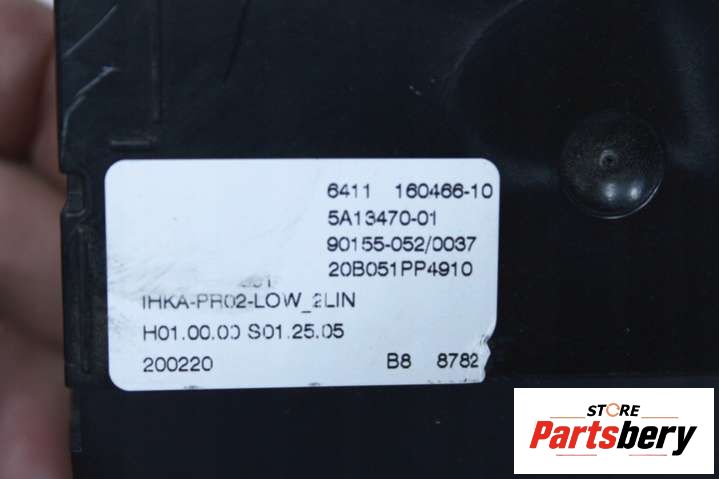 6411 160466-10
5A13470-01
90155-052/0037
20B051PP4910
IHKA-PR02-LOW_2LIN
H01.00.00 S01.25.05
200220 B8 8782
STORE
Partsbery